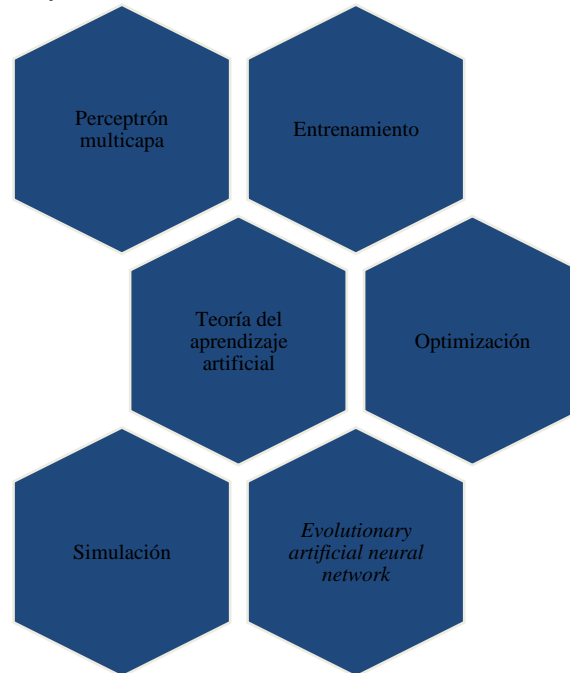 Perceptrón
multicapa
Entrenamiento
Teoría del
aprendizaje
artificial
Optimización
Simulación
Evolutionary
artificial neural
network